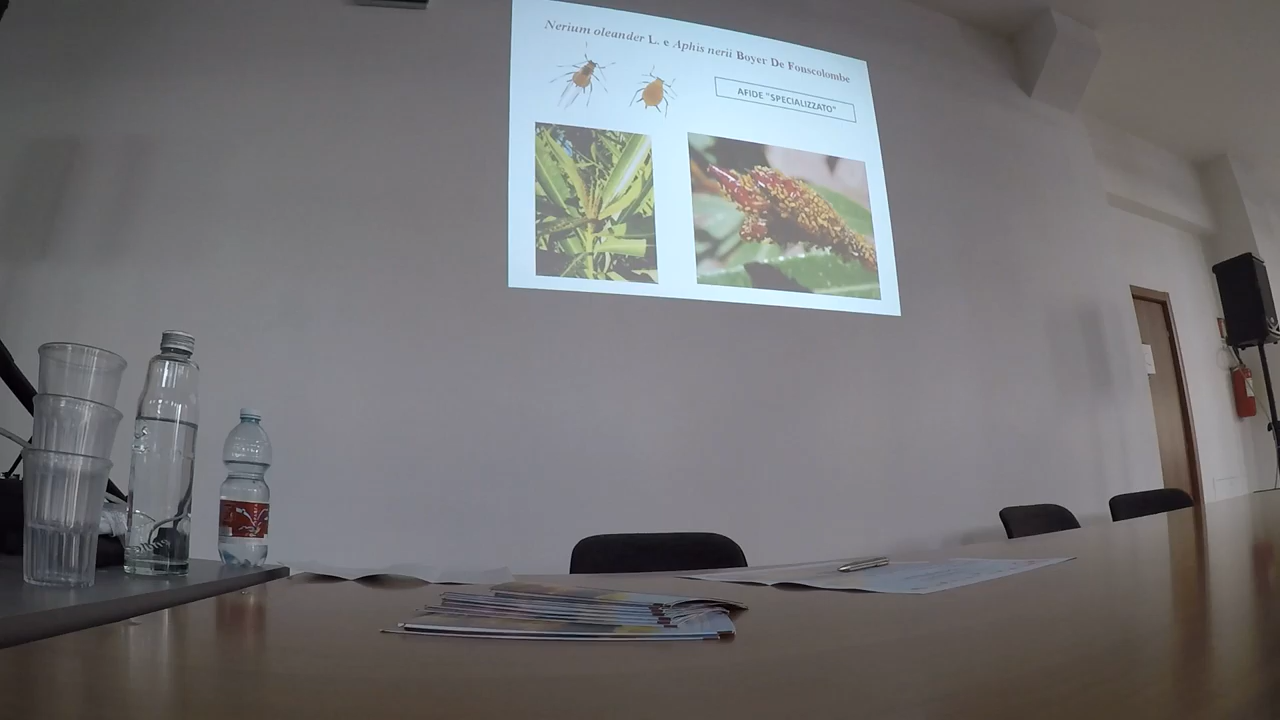 Nerium oleander L. e Aphis nerii Boyer De Fonscolombe
AFIDE "SPECIALIZZATO"